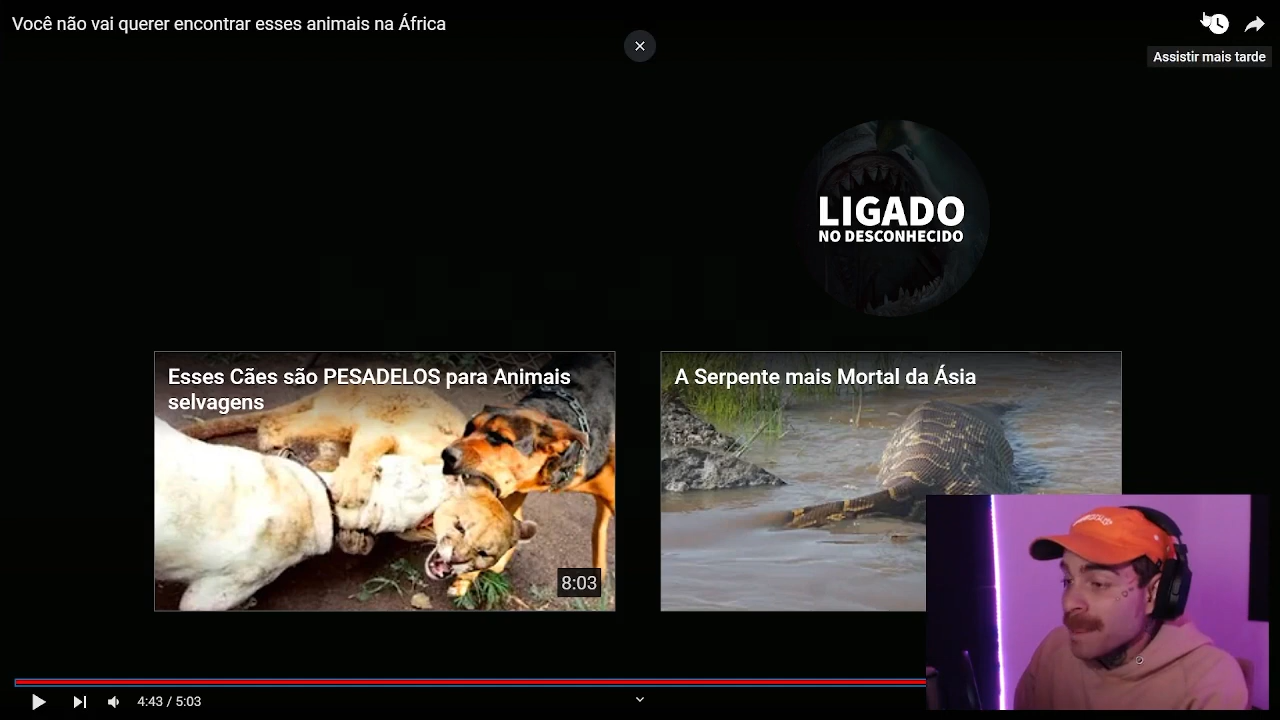 Você não vai querer encontrar esses animais na África
Assistir mais tarde
LIGADO
NO DESCONHECIDO
Esses Cães são PESADELOS para Animais
selvagens
8:03
A Serpente mais Mortal da Ásia
4:43 / 5:03